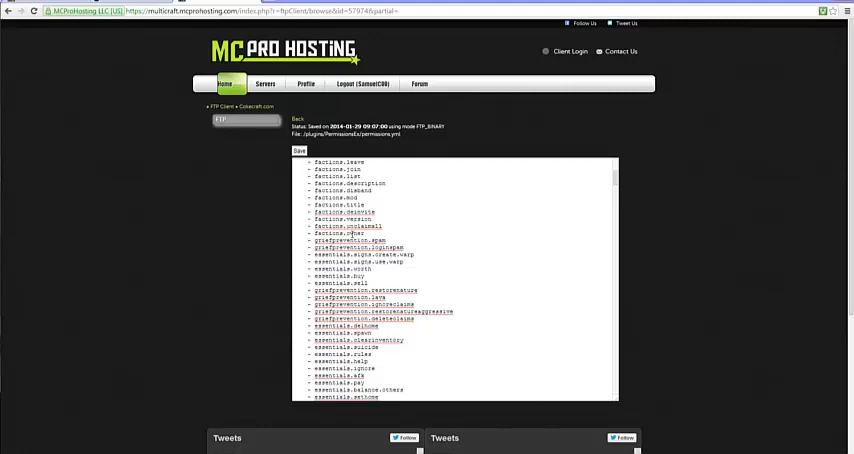 MCProHosting LLC [US]
https://multicraft.mcprohosting.com/index.php?r=ftpClient/browse&id=57974&partial=
Follow Us
Tweet Us
MC PRO HOSTING
Client Login
Contact Us
Home
Servers
Profile
Logout (SamuelC00)
Forum
FTP Client
Cokecraft.com
FTP
Back
Status: Saved on 2014-01-29 09:07:00 using mode FTP_BINARY
File: /plugins/PermissionsEx/permissions.yml
Save
- factions.leave
- factions.join
- factions.list
- factions.description
- factions.disband
- factions.mod
- factions.title
- factions.deinvite
- factions.version
- factions.unclaimall
- factions.owner
- griefprevention.spam
- griefprevention.loginspam
- essentials.signs.create.warp
- essentials.signs.use.warp
- essentials.worth
- essentials.buy
- essentials.sell
- griefprevention.restorenature
- griefprevention.lava
- griefprevention.ignoreclaims
- griefprevention.restorenatureaggressive
- griefprevention.deleteclaims
- essentials.delhome
- essentials.spawn
- essentials.clearinventory
- essentials.suicide
- essentials.rules
- essentials.help
- essentials.ignore
- essentials.afk
- essentials.pay
- essentials.balance.others
- essentials.sethome
Tweets
Follow
Tweets
Follow